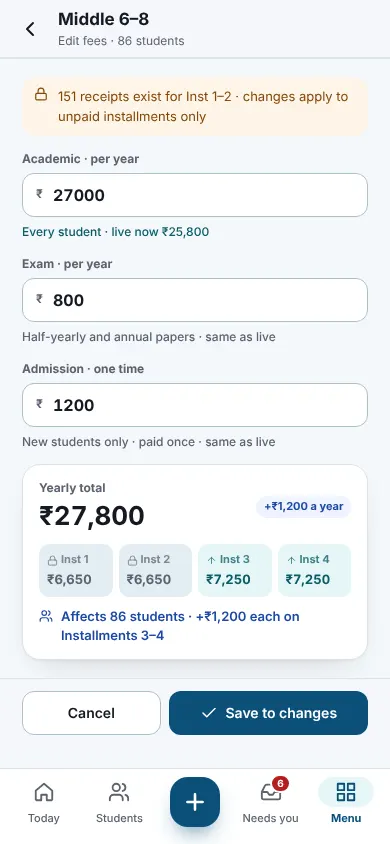 Middle 6–8
Edit fees · 86 students
151 receipts exist for Inst 1–2 · changes apply to
unpaid installments only
Academic · per year
₹ 27000
Every student · live now ₹25,800
Exam · per year
₹ 800
Half-yearly and annual papers · same as live
Admission · one time
₹ 1200
New students only · paid once · same as live
Yearly total
₹27,800
+₹1,200 a year
Inst 1
₹6,650
Inst 2
₹6,650
Inst 3
₹7,250
Inst 4
₹7,250
Affects 86 students · +₹1,200 each on
Installments 3–4
Cancel
Save to changes
Today
Students
6
Needs you
Menu